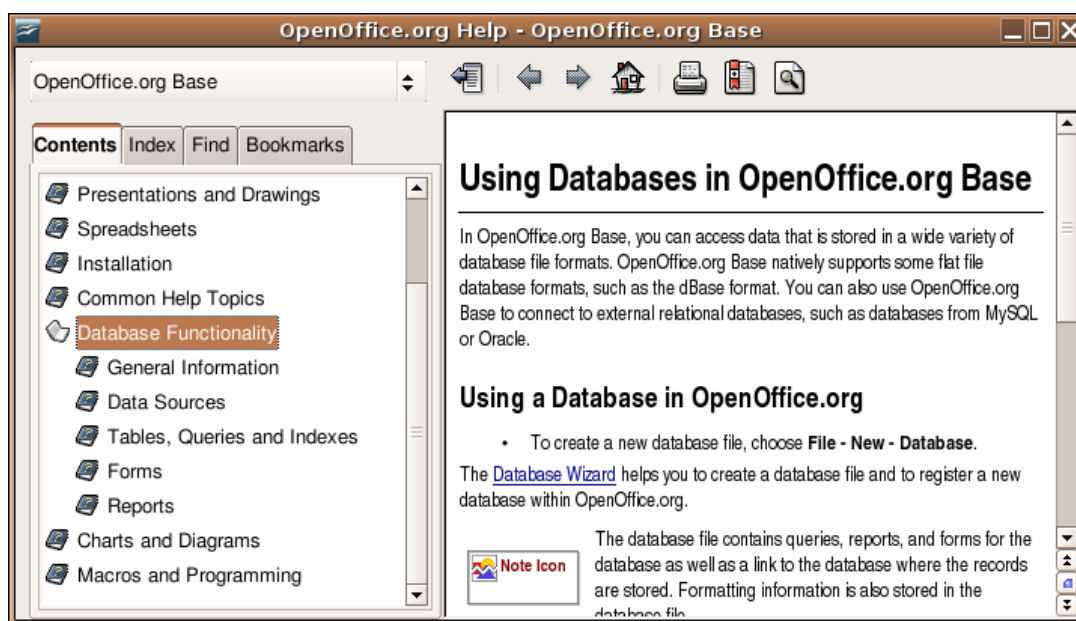 OpenOffice.org Help - OpenOffice.org Base
OpenOffice.org Base
Contents Index Find Bookmarks
Presentations and Drawings
Spreadsheets
Installation
Common Help Topics
Database Functionality
General Information
Data Sources
Tables, Queries and Indexes
Forms
Reports
Charts and Diagrams
Macros and Programming
Using Databases in OpenOffice.org Base
In OpenOffice.org Base, you can access data that is stored in a wide variety of
database file formats. OpenOffice.org Base natively supports some flat file
database formats, such as the dBase format. You can also use OpenOffice.org
Base to connect to external relational databases, such as databases from MySQL
or Oracle.
Using a Database in OpenOffice.org
• To create a new database file, choose File - New - Database.
The Database Wizard helps you to create a database file and to register a new
database within OpenOffice.org.
Note Icon
The database file contains queries, reports, and forms for the
database as well as a link to the database where the records
are stored. Formatting information is also stored in the
database file.